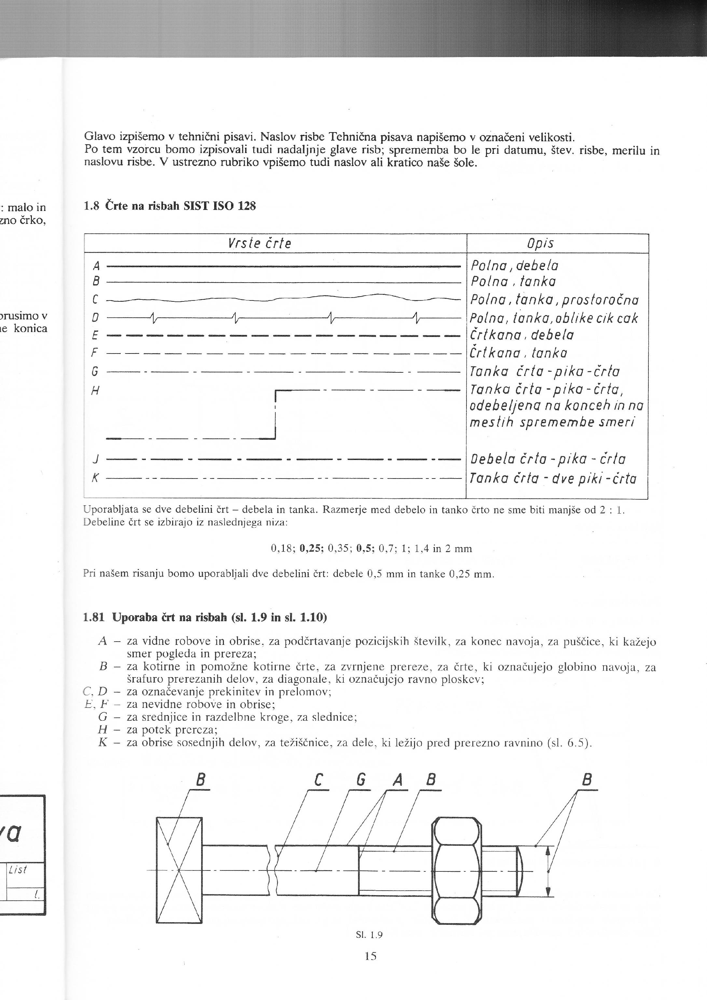 Glavo izpišemo v tehnični pisavi. Naslov risbe Tehnična pisava napišemo v označeni velikosti.
Po tem vzorcu bomo izpisovali tudi nadaljnje glave risb; sprememba bo le pri datumu, štev. risbe, merilu in
naslovu risbe. V ustrezno rubriko vpišemo tudi naslov ali kratico naše šole.
: malo in
zno črko,
1.8 Črte na risbah SIST ISO 128
Vrste črte Opis
A Polna, debela
B Polna, tanka
C Polna, tanka, prostoročna
orusimo v
D Polna, tanka, oblike cik cak
ne konica
E Črtkana, debela
F Črtkana, tanka
G Tanka črta - pika - črta
H Tanka črta - pika - črta,
odebeljena na konceh in na
mestih spremembe smeri
J Debela črta - pika - črta
K Tanka črta - dve piki - črta
Uporabljata se dve debelini črt – debela in tanka. Razmerje med debelo in tanko črto ne sme biti manjše od 2 : 1.
Debeline črt se izbirajo iz naslednjega niza:
0,18; 0,25; 0,35; 0,5; 0,7; 1; 1,4 in 2 mm
Pri našem risanju bomo uporabljali dve debelini črt: debele 0,5 mm in tanke 0,25 mm.
1.81 Uporaba črt na risbah (sl. 1.9 in sl. 1.10)
A – za vidne robove in obrise, za podčrtavanje pozicijskih številk, za konec navoja, za puščice, ki kažejo
smer pogleda in prereza;
B – za kotirne in pomožne kotirne črte, za zvrnjene prereze, za črte, ki označujejo globino navoja, za
šrafuro prerezanih delov, za diagonale, ki označujejo ravno ploskev;
C, D – za označevanje prekinitev in prelomov;
E, F – za nevidne robove in obrise;
G – za srednjice in razdelbne kroge, za slednice;
H – za potek prereza;
K – za obrise sosednjih delov, za težiščnice, za dele, ki ležijo pred prerezno ravnino (sl. 6.5).
B C G A B B
va
List
1.
Sl. 1.9
15